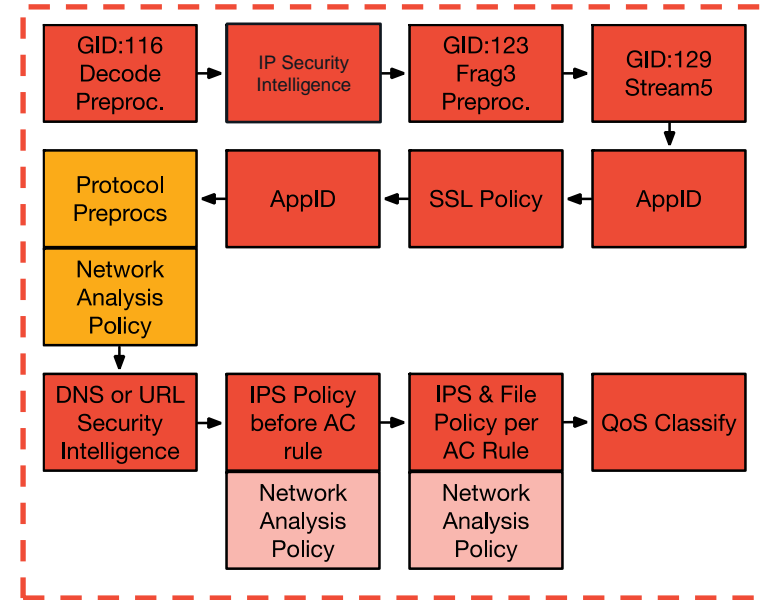 GID:116
Decode
Preproc.
IP Security
Intelligence
GID:123
Frag3
Preproc.
GID:129
Stream5
Protocol
Preprocs
AppID
SSL Policy
AppID
Network
Analysis
Policy
DNS or URL
Security
Intelligence
IPS Policy
before AC
rule
IPS & File
Policy per
AC Rule
QoS Classify
Network
Analysis
Policy
Network
Analysis
Policy